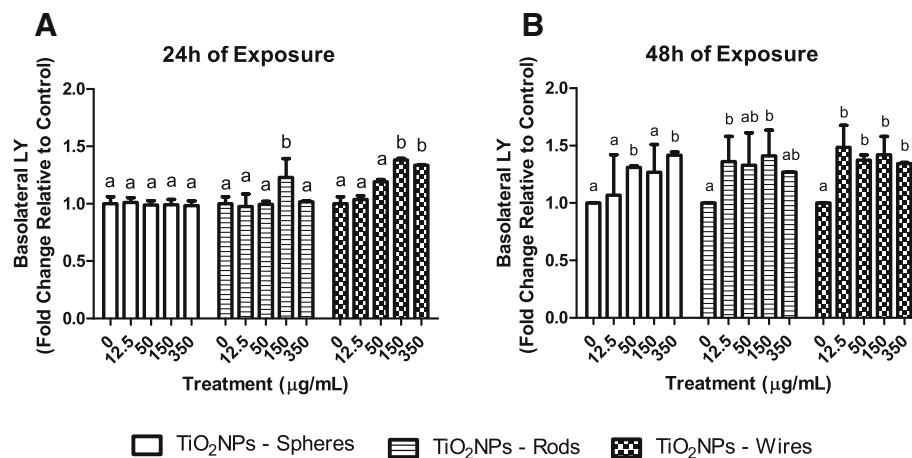 A
24h of Exposure
Basolateral LY
(Fold Change Relative to Control)
2.0
1.5
1.0
0.5
0.0
a a a a a
a a a b a
a a a b b
0 12.5 50 150 350
0 12.5 50 150 350
0 12.5 50 150 350
Treatment (μg/mL)
B
48h of Exposure
Basolateral LY
(Fold Change Relative to Control)
2.0
1.5
1.0
0.5
0.0
a a b a b
a b ab b ab
a b b b b
0 12.5 50 150 350
0 12.5 50 150 350
0 12.5 50 150 350
Treatment (μg/mL)
TiO₂NPs - Spheres
TiO₂NPs - Rods
TiO₂NPs - Wires